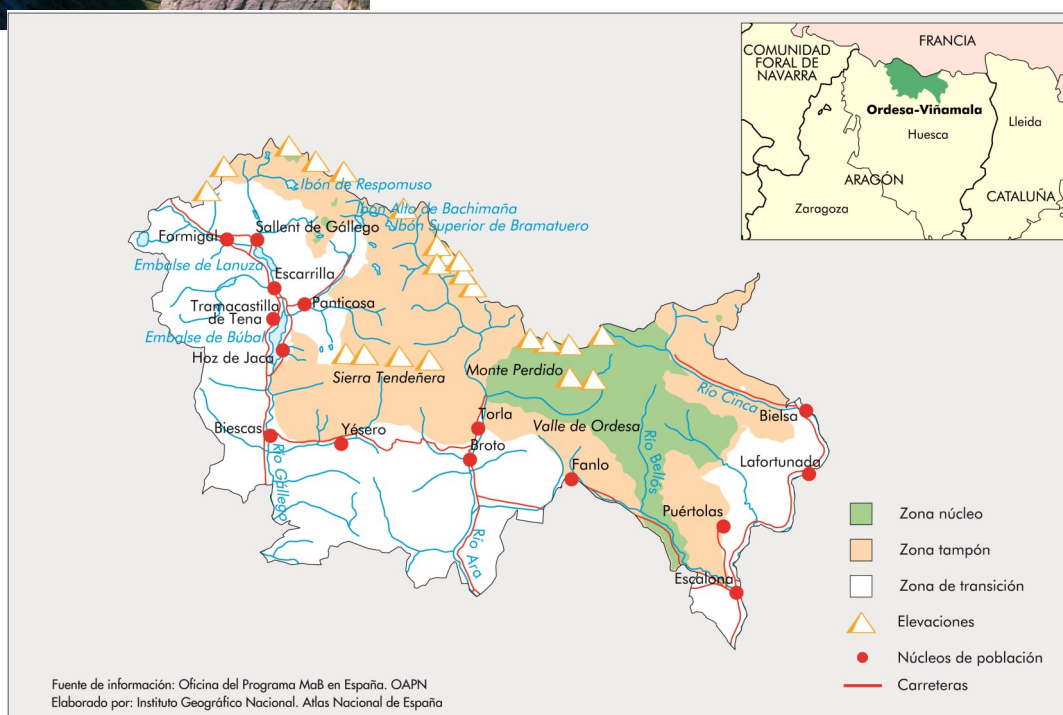 FRANCIA
COMUNIDAD
FORAL DE
NAVARRA
Ordesa-Viñamala
Huesca
Lleida
ARAGÓN
Zaragoza
CATALUÑA
Ibón de Respomuso
Ibón Alto de Bachimaña
Ibón Superior de Bramatuero
Formigal
Sallent de Gállego
Embalse de Lanuza
Escarrilla
Tramacastilla
de Tena
Panticosa
Embalse de Búbal
Hoz de Jaca
Sierra Tendeñera
Monte Perdido
Río Cinca
Bielsa
Biescas
Yésero
Torla
Valle de Ordesa
Broto
Fanlo
Río Bellós
Lafortunada
Río Gállego
Río Ara
Puértolas
Escalona
Zona núcleo
Zona tampón
Zona de transición
Elevaciones
Núcleos de población
Carreteras
Fuente de información: Oficina del Programa MaB en España. OAPN
Elaborado por: Instituto Geográfico Nacional. Atlas Nacional de España